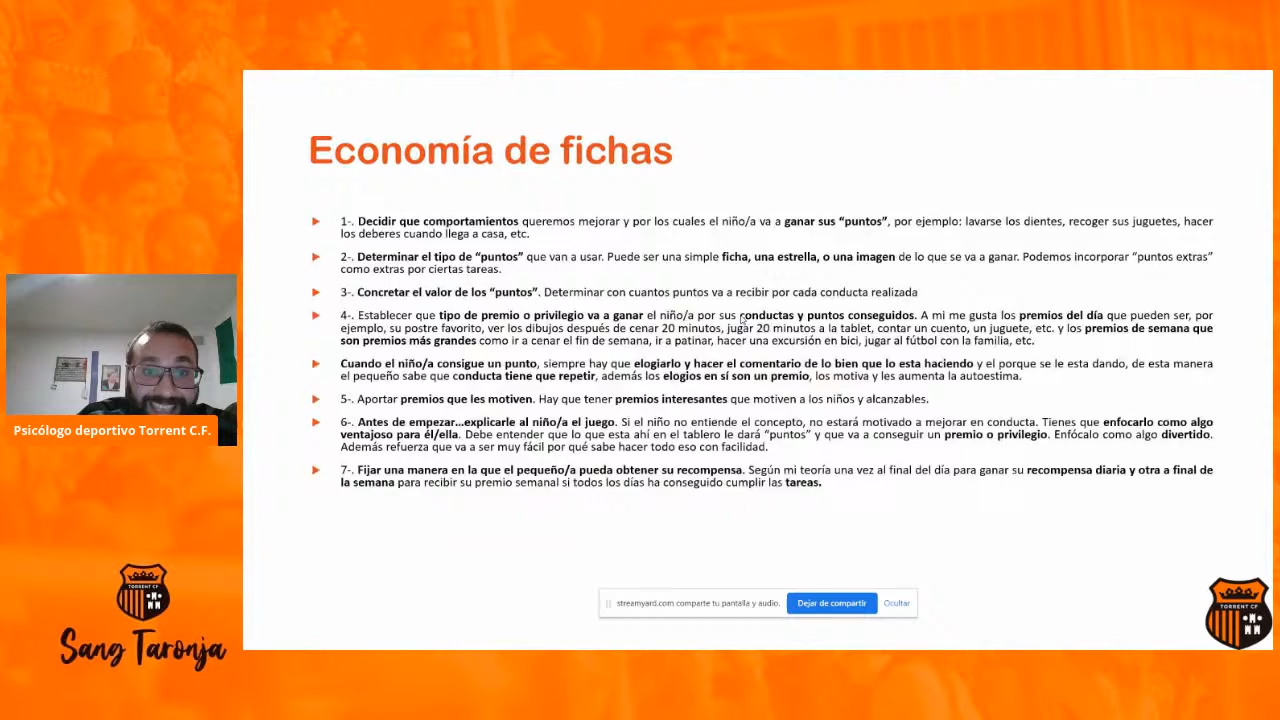 Economía de fichas
1-. Decidir que comportamientos queremos mejorar y por los cuales el niño/a va a ganar sus “puntos”, por ejemplo: lavarse los dientes, recoger sus juguetes, hacer
los deberes cuando llega a casa, etc.
2-. Determinar el tipo de “puntos” que van a usar. Puede ser una simple ficha, una estrella, o una imagen de lo que se va a ganar. Podemos incorporar “puntos extras”
como extras por ciertas tareas.
3-. Concretar el valor de los “puntos”. Determinar con cuantos puntos va a recibir por cada conducta realizada
4-. Establecer que tipo de premio o privilegio va a ganar el niño/a por sus conductas y puntos conseguidos. A mi me gusta los premios del día que pueden ser, por
ejemplo, su postre favorito, ver los dibujos después de cenar 20 minutos, jugar 20 minutos a la tablet, contar un cuento, un juguete, etc. y los premios de semana que
son premios más grandes como ir a cenar el fin de semana, ir a patinar, hacer una excursión en bici, jugar al fútbol con la familia, etc.
Cuando el niño/a consigue un punto, siempre hay que elogiarlo y hacer el comentario de lo bien que lo esta haciendo y el porque se le esta dando, de esta manera
el pequeño sabe que conducta tiene que repetir, además los elogios en sí son un premio, los motiva y les aumenta la autoestima.
5-. Aportar premios que les motiven. Hay que tener premios interesantes que motiven a los niños y alcanzables.
6-. Antes de empezar…explicarle al niño/a el juego. Si el niño no entiende el concepto, no estará motivado a mejorar en conducta. Tienes que enfocarlo como algo
ventajoso para él/ella. Debe entender que lo que esta ahí en el tablero le dará “puntos” y que va a conseguir un premio o privilegio. Enfócalo como algo divertido.
Además refuerza que va a ser muy fácil por qué sabe hacer todo eso con facilidad.
7-. Fijar una manera en la que el pequeño/a pueda obtener su recompensa. Según mi teoría una vez al final del día para ganar su recompensa diaria y otra a final de
la semana para recibir su premio semanal si todos los días ha conseguido cumplir las tareas.
Psicólogo deportivo Torrent C.F.
streamyard.com comparte tu pantalla y audio. Dejar de compartir Ocultar
TORRENT CF
Sang Taronja
TORRENT CF